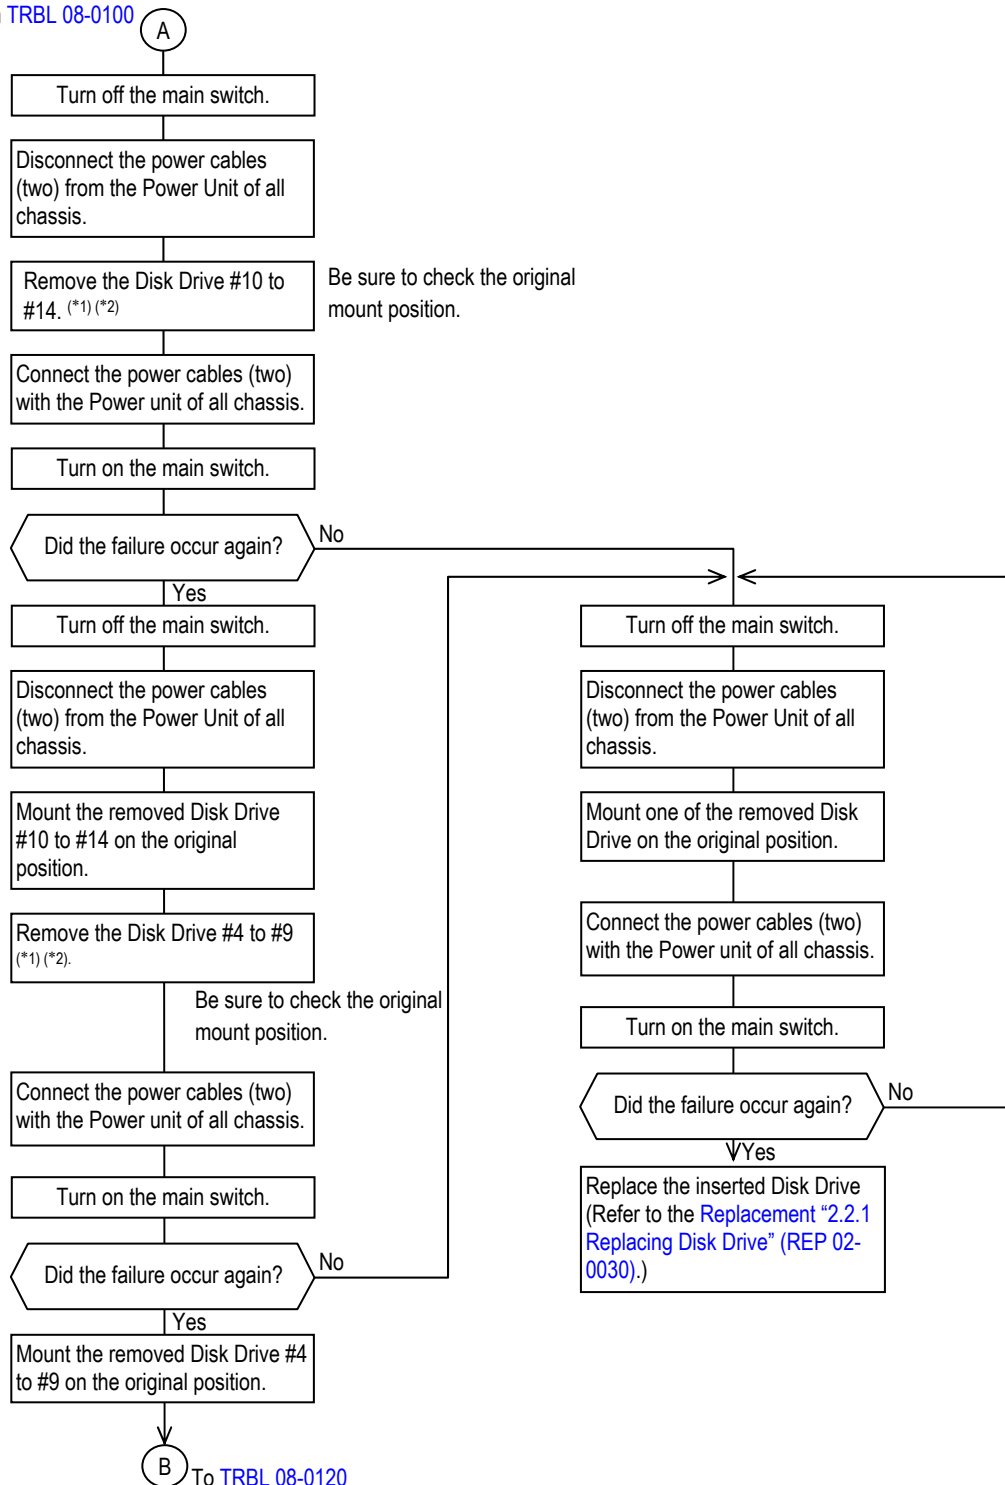 TRBL 08-0100
A
Turn off the main switch.
Disconnect the power cables
(two) from the Power Unit of all
chassis.
Remove the Disk Drive #10 to
#14. (*1) (*2)
Be sure to check the original
mount position.
Connect the power cables (two)
with the Power unit of all chassis.
Turn on the main switch.
Did the failure occur again?
No
Yes
Turn off the main switch.
Disconnect the power cables
(two) from the Power Unit of all
chassis.
Mount the removed Disk Drive
#10 to #14 on the original
position.
Remove the Disk Drive #4 to #9
(*1) (*2).
Be sure to check the original
mount position.
Connect the power cables (two)
with the Power unit of all chassis.
Turn on the main switch.
Did the failure occur again?
No
Yes
Mount the removed Disk Drive #4
to #9 on the original position.
B
To TRBL 08-0120
Turn off the main switch.
Disconnect the power cables
(two) from the Power Unit of all
chassis.
Mount one of the removed Disk
Drive on the original position.
Connect the power cables (two)
with the Power unit of all chassis.
Turn on the main switch.
Did the failure occur again?
No
Yes
Replace the inserted Disk Drive
(Refer to the Replacement “2.2.1
Replacing Disk Drive” (REP 02-
0030).)